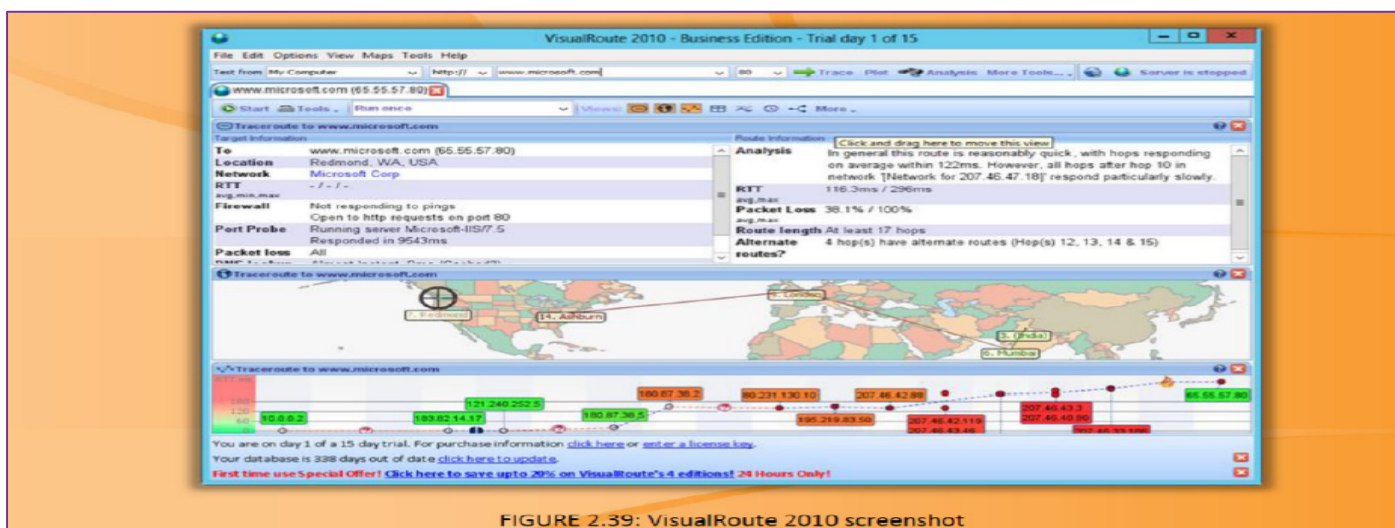 VisualRoute 2010 - Business Edition - Trial day 1 of 15
File Edit Options View Maps Tools Help
Test from My Computer http:// www.microsoft.com 80 Trace Plot Analysis More Tools... Server is stopped
www.microsoft.com (65.55.57.80)
Start Tools Run once Views: More
Traceroute to www.microsoft.com
Target Information
To www.microsoft.com (65.55.57.80)
Location Redmond, WA, USA
Network Microsoft Corp
RTT - / - / -
avg,min,max
Firewall Not responding to pings
Open to http requests on port 80
Port Probe Running server Microsoft-IIS/7.5
Responded in 9543ms
Packet loss All
Route Information
Click and drag here to move this view
Analysis In general this route is reasonably quick, with hops responding
on average within 122ms. However, all hops after hop 10 in
network '[Network for 207.46.47.18]' respond particularly slowly.
RTT 116.3ms / 296ms
avg,max
Packet Loss 38.1% / 100%
avg,max
Route length At least 17 hops
Alternate 4 hop(s) have alternate routes (Hop(s) 12, 13, 14 & 15)
routes?
Traceroute to www.microsoft.com
7. Redmond
14. Ashburn
London
3. (India)
6. Mumbai
Traceroute to www.microsoft.com
180
120
60
0
10.0.0.2
183.82.14.17
121.240.252.5
180.87.38.5
180.87.38.2
80.231.130.10
195.219.83.50
207.46.42.88
207.46.42.119
207.46.43.46
207.46.43.3
207.46.40.90
65.55.57.80
You are on day 1 of a 15 day trial. For purchase information click here or enter a license key.
Your database is 338 days out of date click here to update.
First time use Special Offer! Click here to save upto 20% on VisualRoute's 4 editions! 24 Hours Only!
FIGURE 2.39: VisualRoute 2010 screenshot